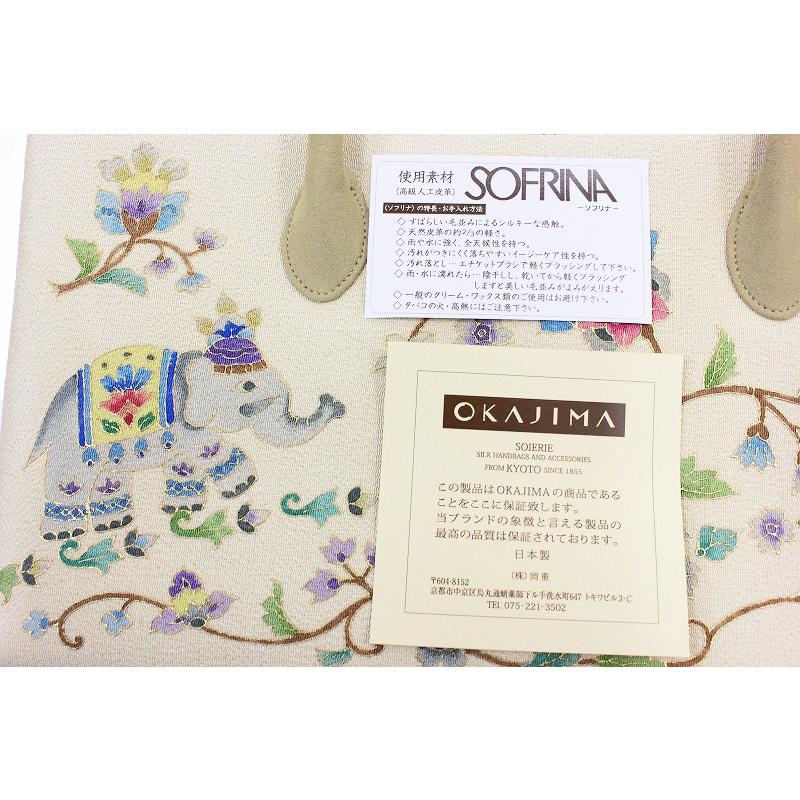 使用素材
(高級人工皮革)
SOFRINA
ーソフリナー
(ソフリナ)の特長・お手入れ方法
◇すばらしい毛並みによるシルキーな感触。
◇天然皮革の約2/3の軽さ。
◇雨や水に強く、全天候性を持つ。
◇汚れがつきにくく落ちやすいイージーケア性を持つ。
◇汚れ落とし…エチケットブラシで軽くブラッシングして下さい。
◇雨・水に濡れたら…陰干しし、乾いてから軽くブラッシング
しますと美しい毛並みがよみがえります。
◇一般のクリーム・ワックス類のご使用はお避け下さい。
◇タバコの火・高熱にはご注意下さい。
OKAJIMA
SOIERIE
SILK HANDBAGS AND ACCESSORIES
FROM KYOTO SINCE 1855
この製品はOKAJIMAの商品である
ことをここに保証致します。
当ブランドの象徴と言える製品の
最高の品質は保証されております。
日本製
(株)岡重
〒604-8152
京都市中京区烏丸通蛸薬師下ル手洗水町647 トキワビル3-C
TEL 075-221-3502